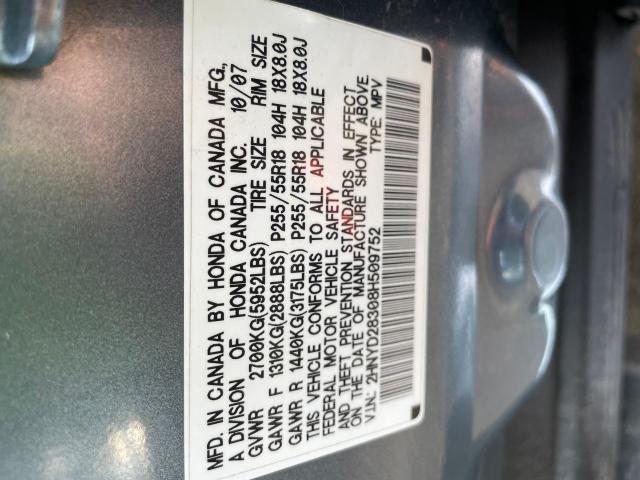 MFD. IN CANADA BY HONDA OF CANADA MFG.,
A DIVISION OF HONDA CANADA INC. 10/07
GVWR 2700KG(5952LBS) TIRE SIZE RIM SIZE
GAWR F 1310KG(2888LBS) P255/55R18 104H 18X8.0J
GAWR R 1440KG(3175LBS) P255/55R18 104H 18X8.0J
THIS VEHICLE CONFORMS TO ALL APPLICABLE
FEDERAL MOTOR VEHICLE SAFETY
AND THEFT PREVENTION STANDARDS IN EFFECT
ON THE DATE OF MANUFACTURE SHOWN ABOVE.
V.I.N.: 2HNYD28308H509752 TYPE: MPV